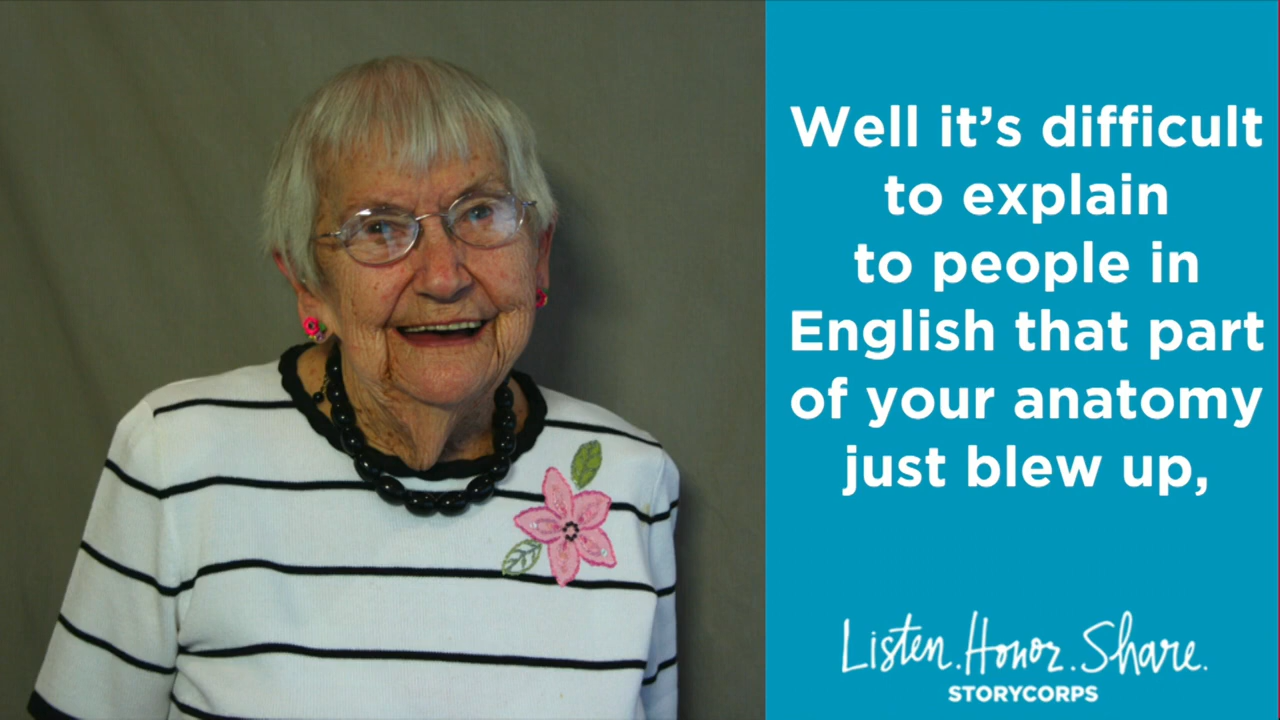 Well it’s difficult
to explain
to people in
English that part
of your anatomy
just blew up,
Listen. Honor. Share.
STORYCORPS